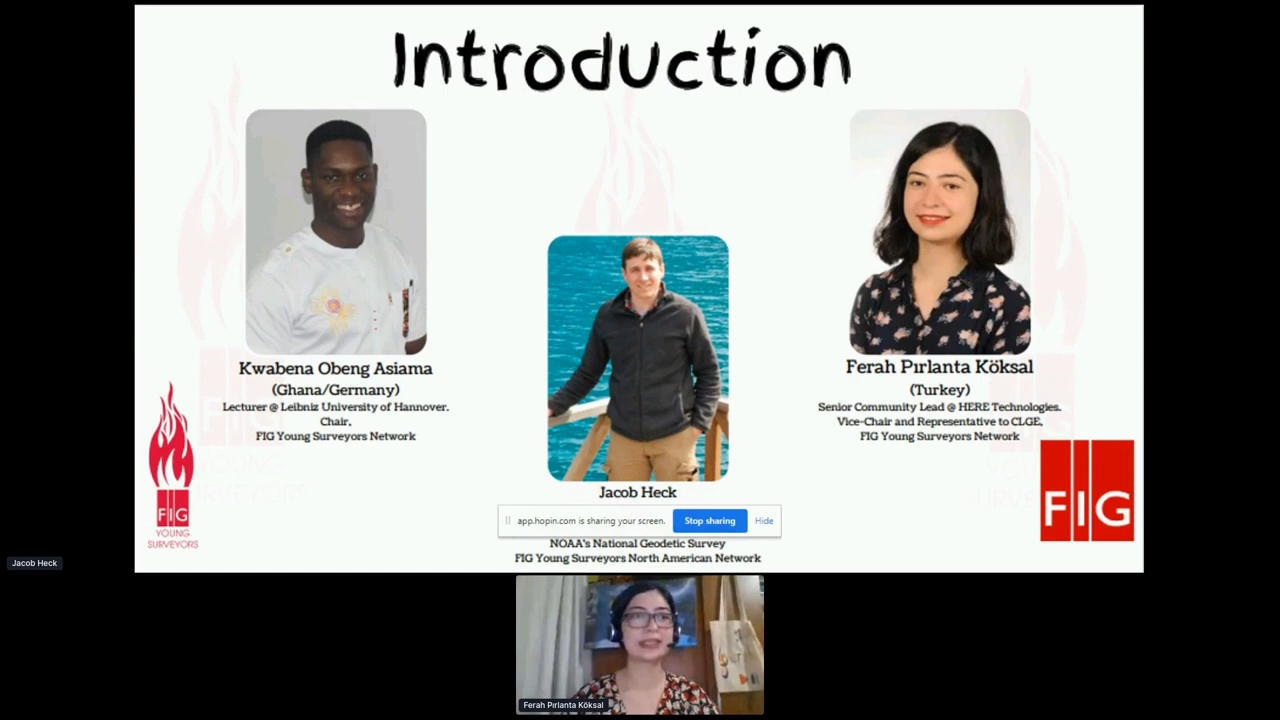 Introduction
Kwabena Obeng Asiama
(Ghana/Germany)
Lecturer @ Leibniz University of Hannover.
Chair,
FIG Young Surveyors Network
Ferah Pırlanta Köksal
(Turkey)
Senior Community Lead @ HERE Technologies.
Vice-Chair and Representative to CLGE,
FIG Young Surveyors Network
Jacob Heck
app.hopin.com is sharing your screen.
Stop sharing
Hide
NOAA's National Geodetic Survey
FIG Young Surveyors North American Network
FIG
YOUNG
SURVEYORS
FIG
Jacob Heck
Ferah Pırlanta Köksal